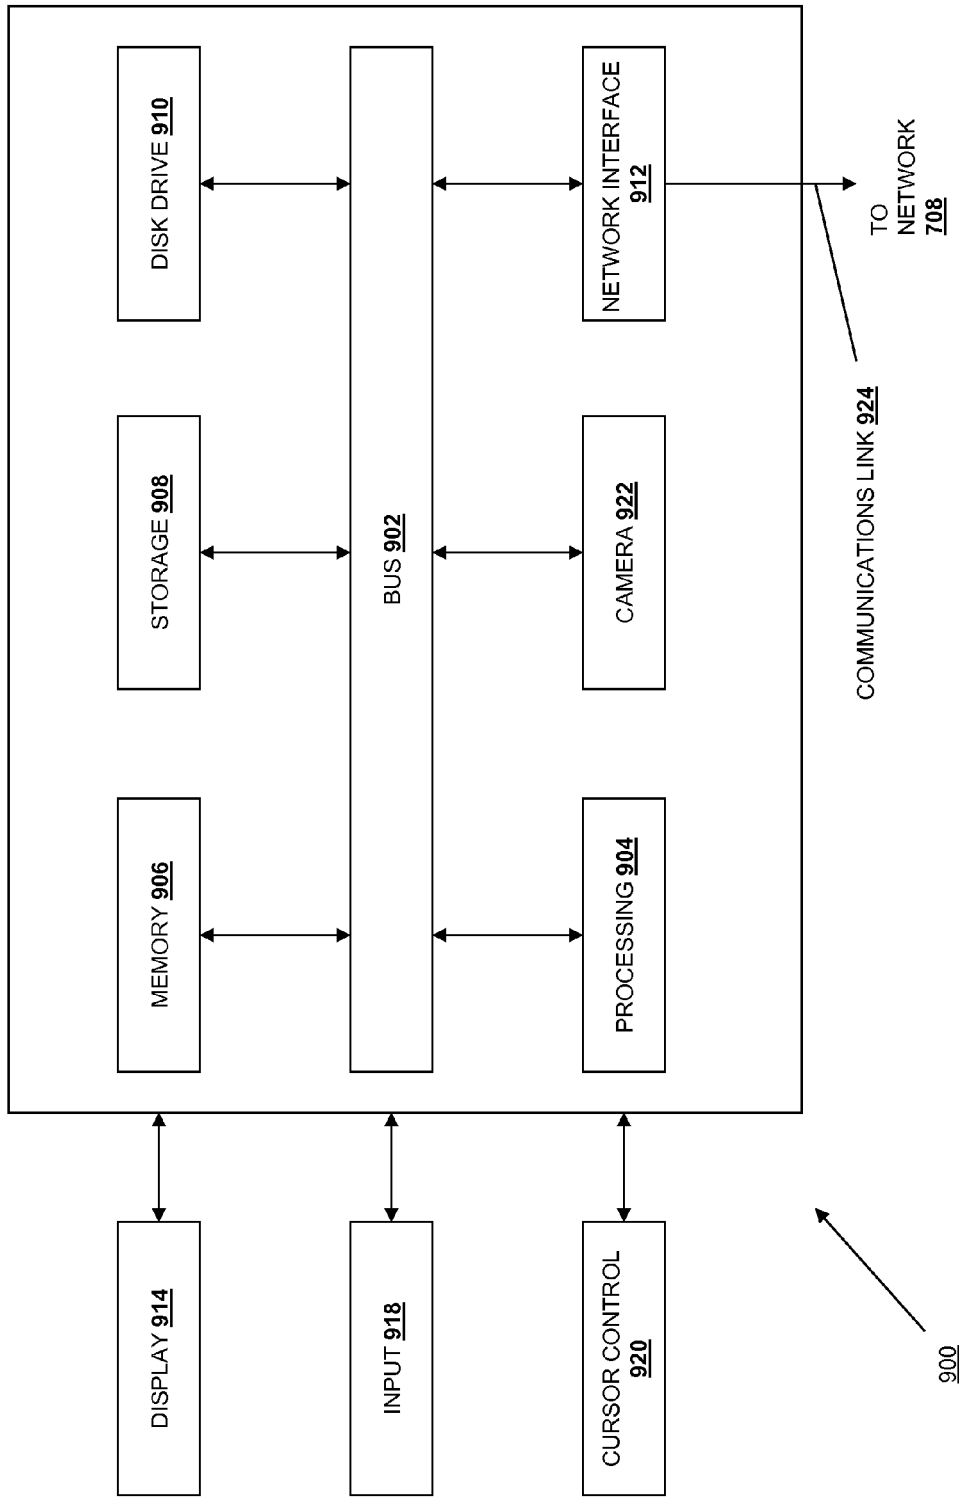 DISPLAY 914
MEMORY 906
STORAGE 908
DISK DRIVE 910
INPUT 918
BUS 902
CURSOR CONTROL
920
PROCESSING 904
CAMERA 922
NETWORK INTERFACE
912
COMMUNICATIONS LINK 924
TO
NETWORK
708
900